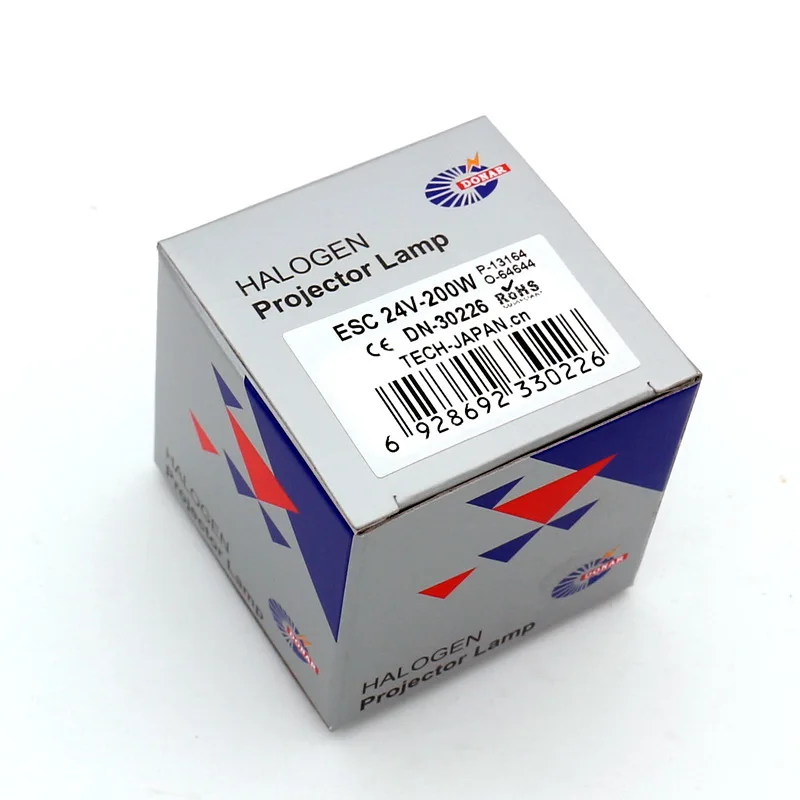 DONAR
HALOGEN
Projector Lamp
ESC 24V-200W
P-13164
O-64644
CE DN-30226 RoHS
TECH-JAPAN.cn
6 928692 330226
HALOGEN
Projector Lamp
DONAR
DONAR
HALOGEN
Projector Lamp